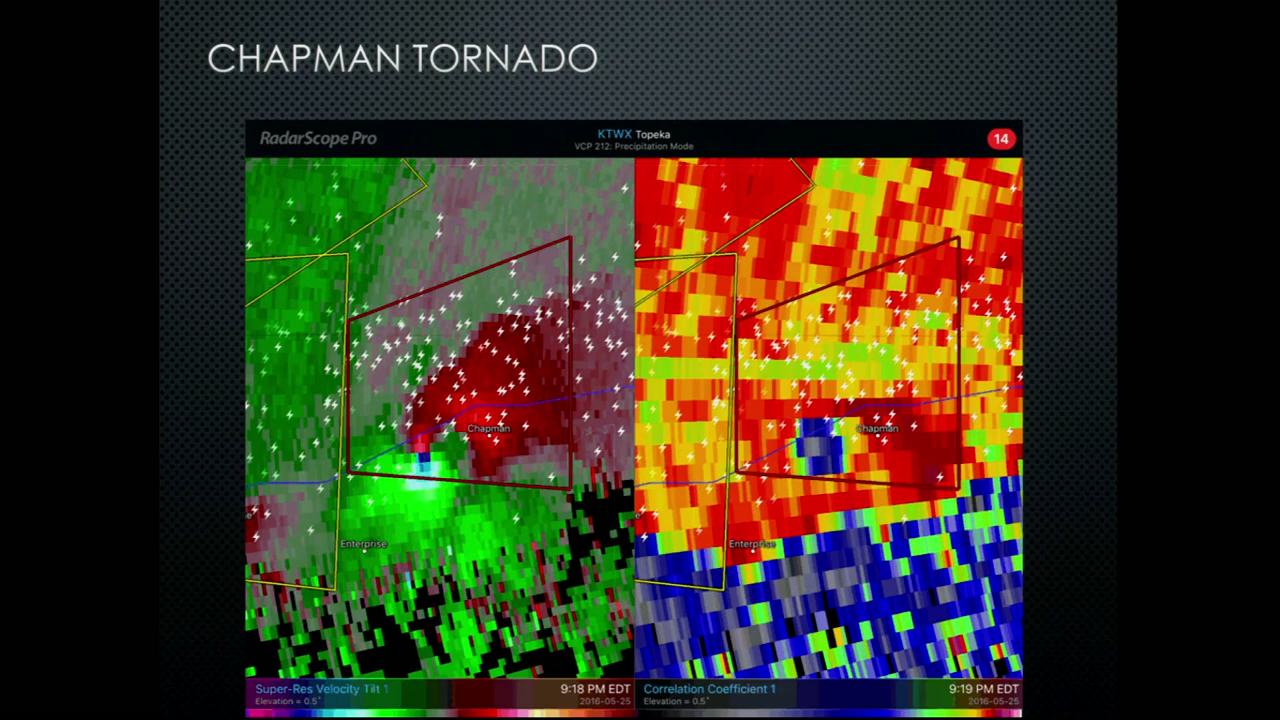 CHAPMAN TORNADO
RadarScope Pro
KTWX Topeka
VCP 212: Precipitation Mode
14
Chapman
Chapman
Enterprise
Enterprise
Super-Res Velocity Tilt 1
9:18 PM EDT
Elevation = 0.5°
2016-05-25
Correlation Coefficient 1
9:19 PM EDT
Elevation = 0.5°
2016-05-25